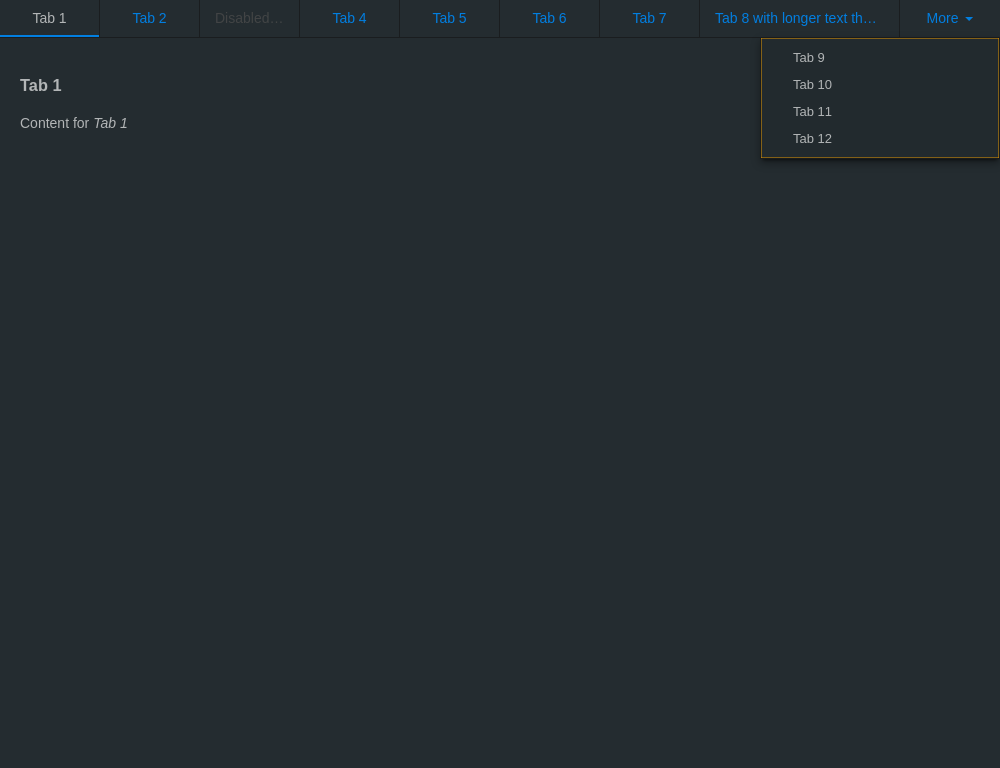 Tab 1 Tab 2 Disabled… Tab 4 Tab 5 Tab 6 Tab 7 Tab 8 with longer text th… More
Tab 9
Tab 10
Tab 11
Tab 12
Tab 1
Content for Tab 1